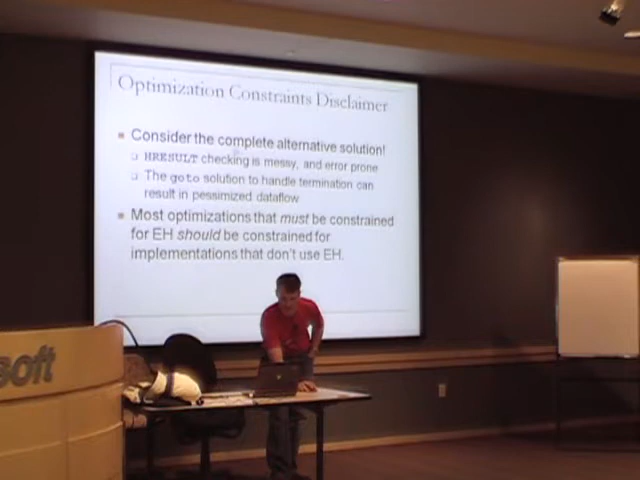 Optimization Constraints Disclaimer
Consider the complete alternative solution!
HRESULT checking is messy, and error prone
The goto solution to handle termination can
result in pessimized dataflow
Most optimizations that must be constrained
for EH should be constrained for
implementations that don't use EH.
osoft